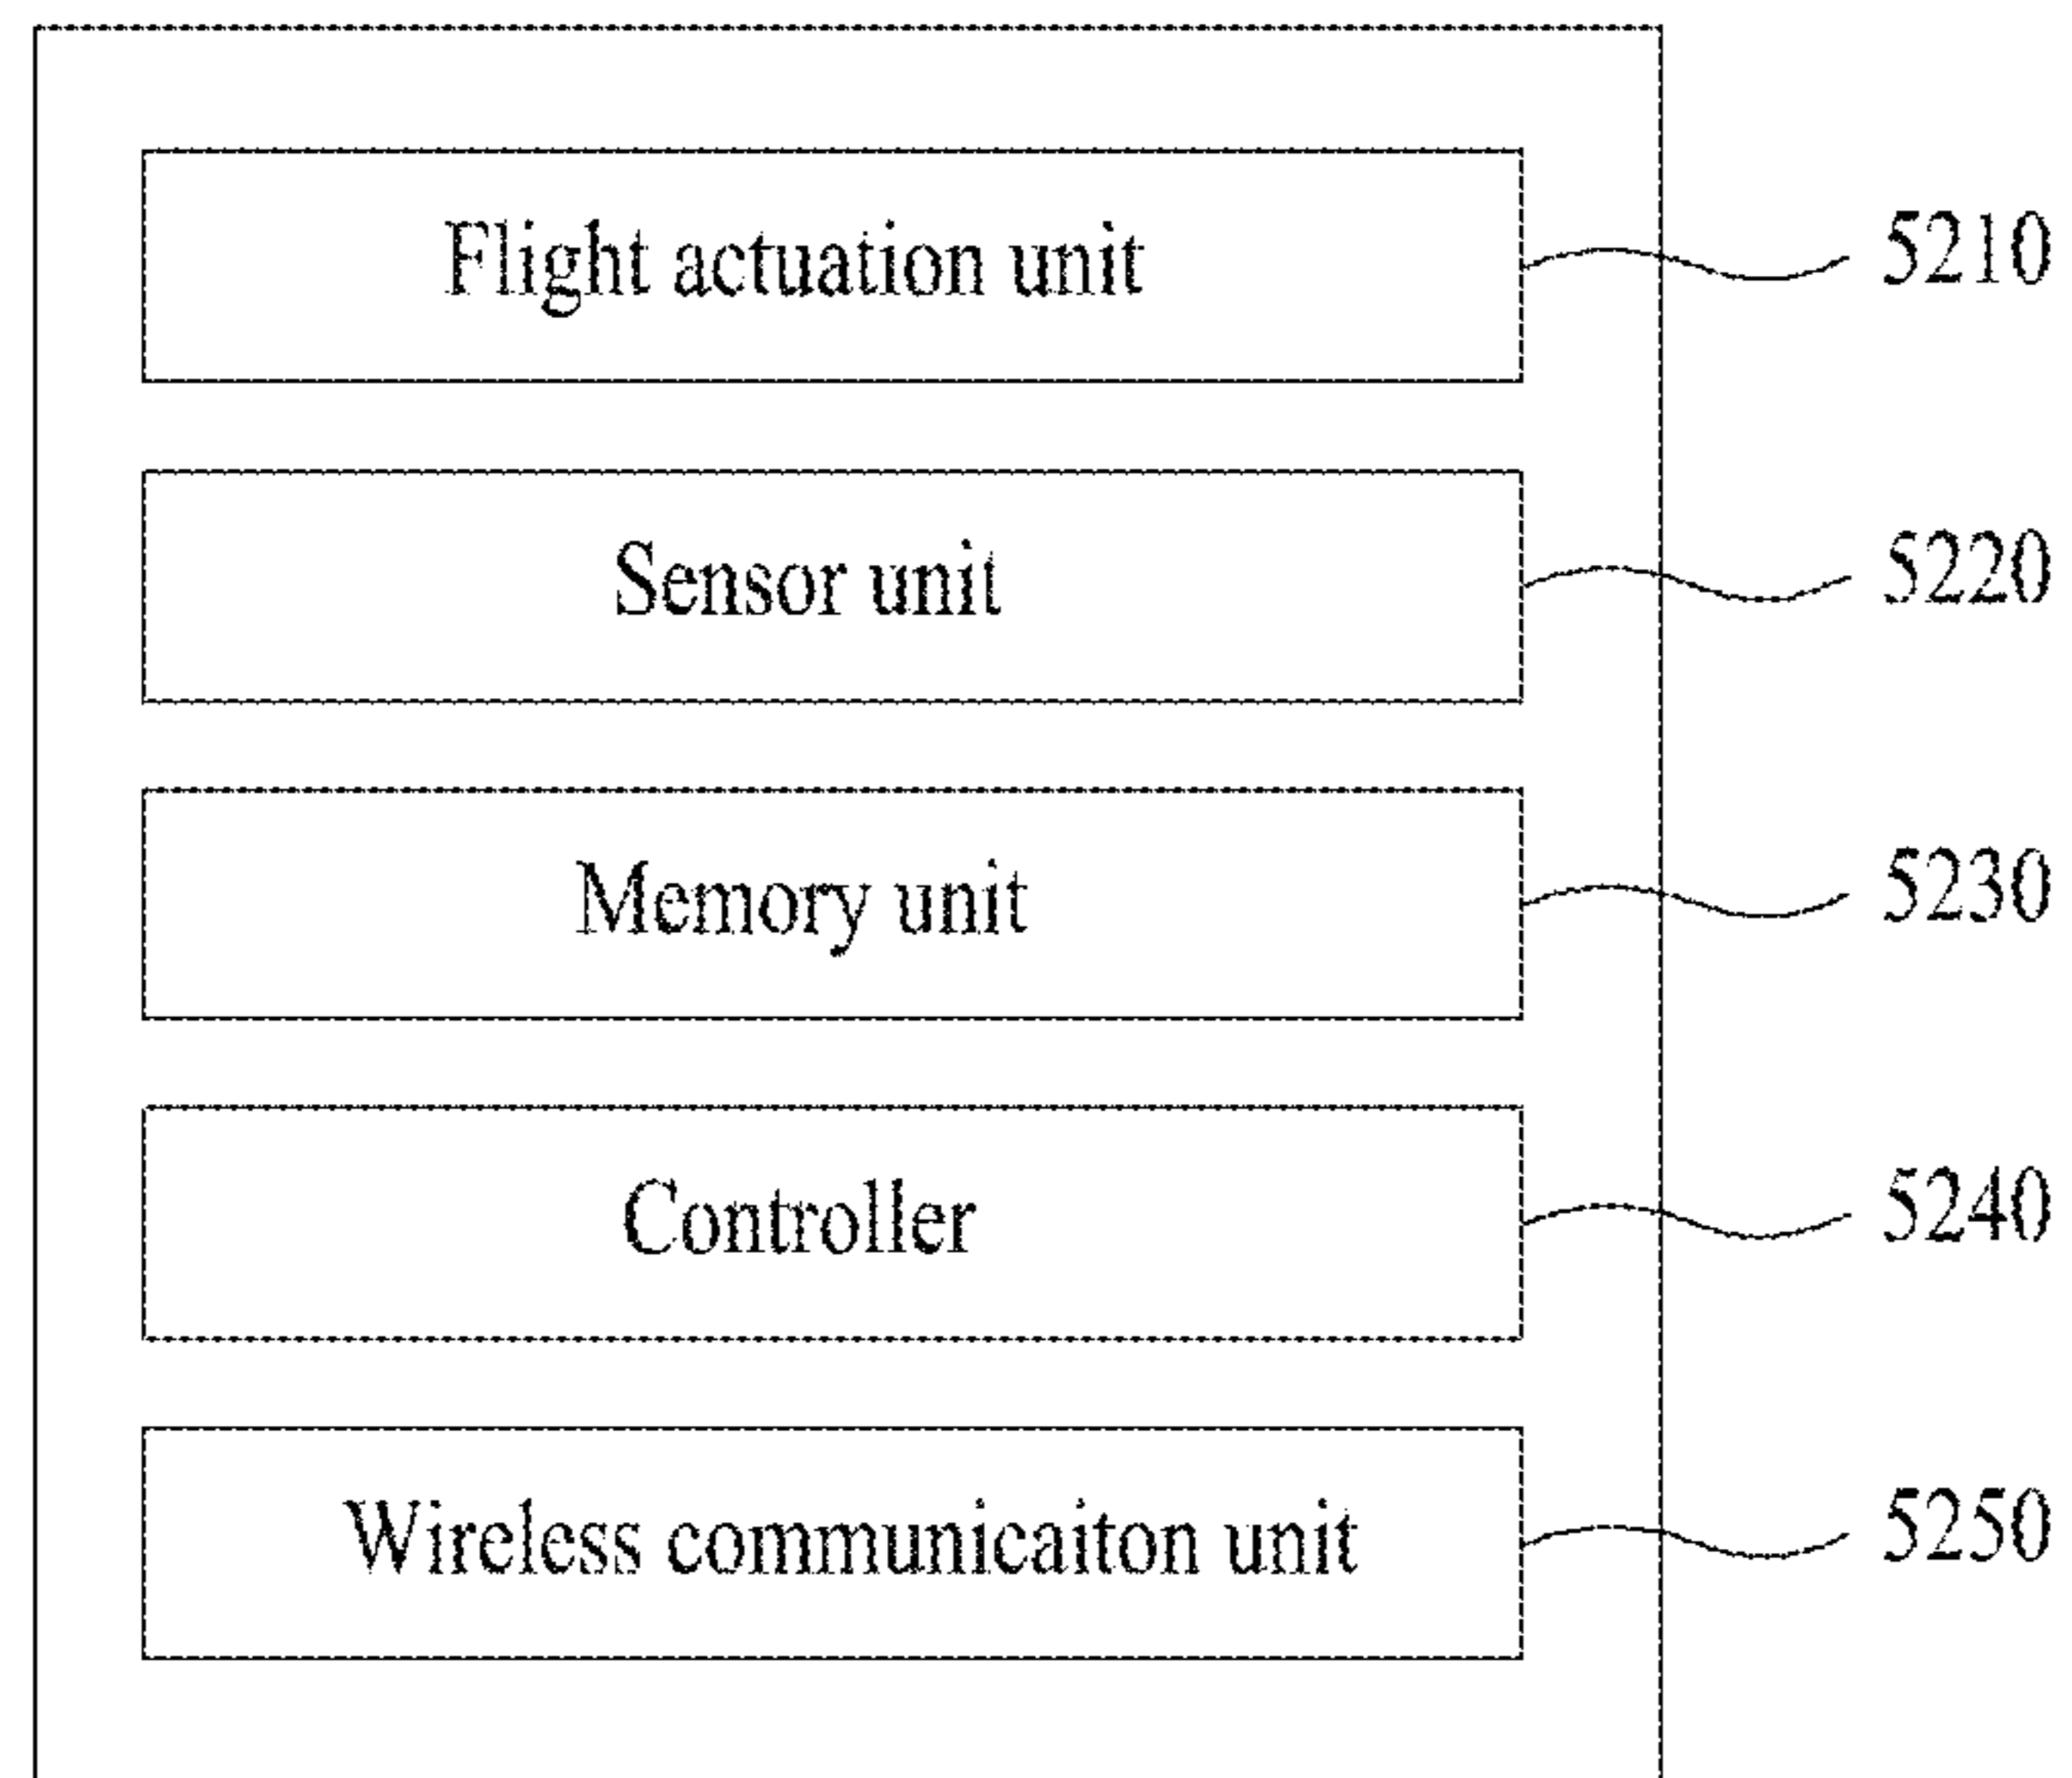 Flight actuation unit 5210
Sensor unit 5220
Memory unit 5230
Controller 5240
Wireless communicaiton unit 5250